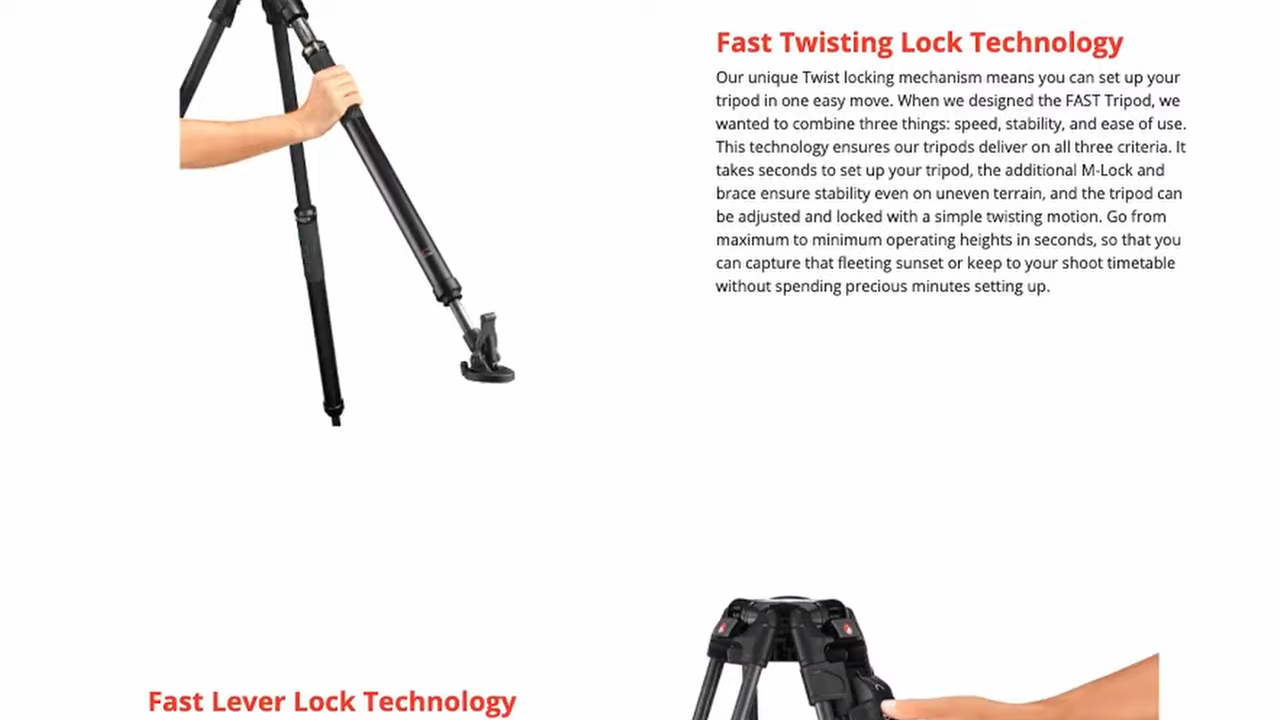 Fast Twisting Lock Technology
Our unique Twist locking mechanism means you can set up your
tripod in one easy move. When we designed the FAST Tripod, we
wanted to combine three things: speed, stability, and ease of use.
This technology ensures our tripods deliver on all three criteria. It
takes seconds to set up your tripod, the additional M-Lock and
brace ensure stability even on uneven terrain, and the tripod can
be adjusted and locked with a simple twisting motion. Go from
maximum to minimum operating heights in seconds, so that you
can capture that fleeting sunset or keep to your shoot timetable
without spending precious minutes setting up.
Fast Lever Lock Technology